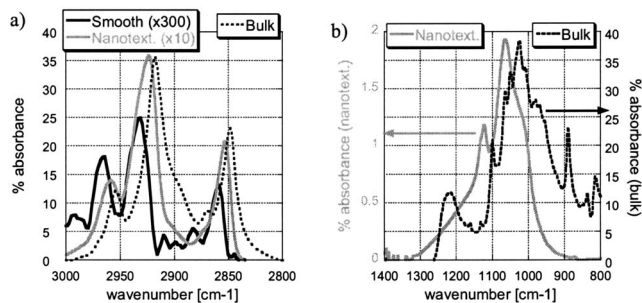 a)
Smooth (x300)
Nanotext. (x10)
Bulk
% absorbance
40
35
30
25
20
15
10
5
0
3000 2950 2900 2850 2800
wavenumber [cm-1]
b)
Nanotext.
Bulk
% absorbance (nanotext.)
2
1.5
1
0.5
0
40
35
30
25
20
15
10
5
0
% absorbance (bulk)
1400 1300 1200 1100 1000 900 800
wavenumber [cm-1]